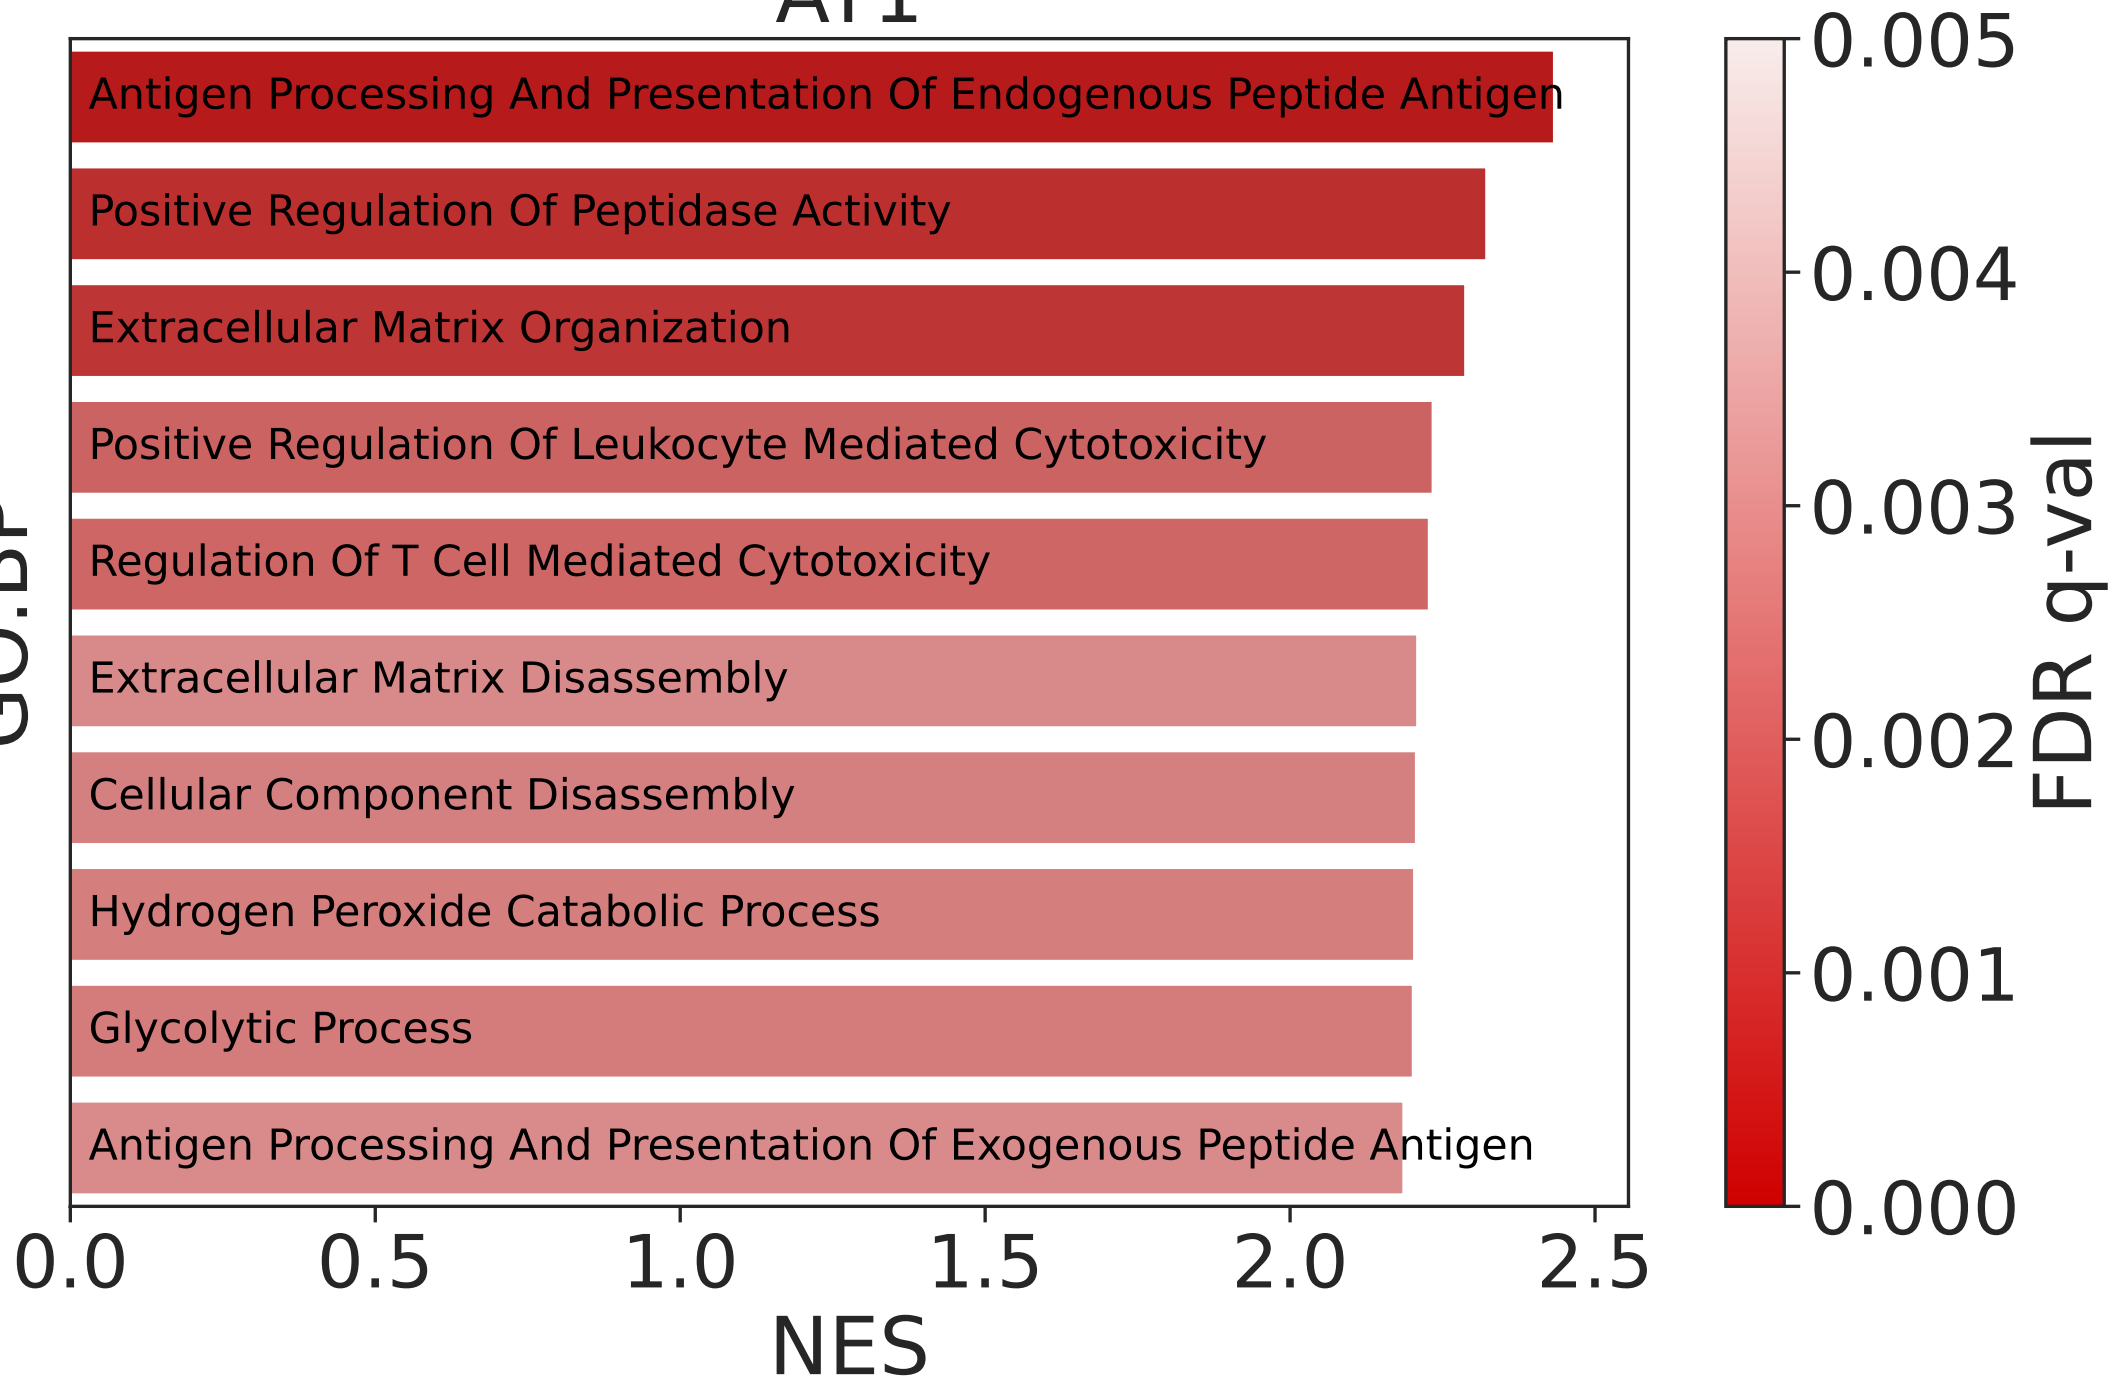 AT1
Antigen Processing And Presentation Of Endogenous Peptide Antigen
Positive Regulation Of Peptidase Activity
Extracellular Matrix Organization
Positive Regulation Of Leukocyte Mediated Cytotoxicity
Regulation Of T Cell Mediated Cytotoxicity
Extracellular Matrix Disassembly
Cellular Component Disassembly
Hydrogen Peroxide Catabolic Process
Glycolytic Process
Antigen Processing And Presentation Of Exogenous Peptide Antigen
GO.BP
0.0 0.5 1.0 1.5 2.0 2.5
NES
0.005
0.004
0.003
0.002
0.001
0.000
FDR q-val